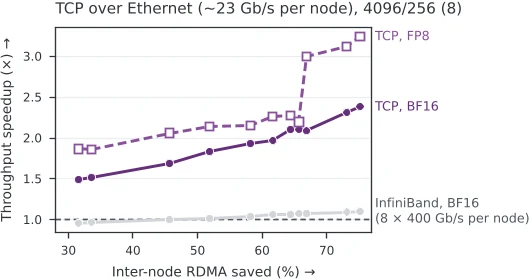 TCP over Ethernet (~23 Gb/s per node), 4096/256 (8)
Throughput speedup (×) →
3.0
2.5
2.0
1.5
1.0
TCP, FP8
TCP, BF16
InfiniBand, BF16
(8 × 400 Gb/s per node)
30
40
50
60
70
Inter-node RDMA saved (%) →